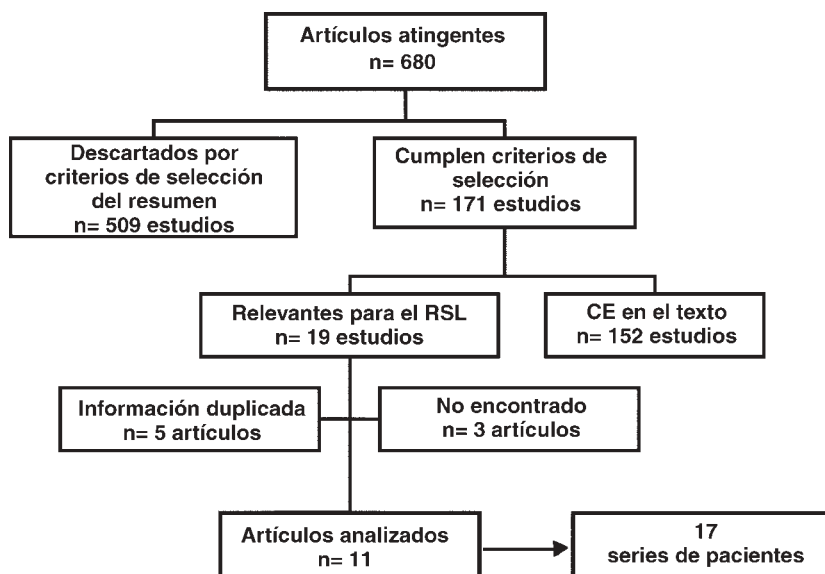 Artículos atingentes
n= 680
Descartados por
criterios de selección
del resumen
n= 509 estudios
Cumplen criterios de
selección
n= 171 estudios
Relevantes para el RSL
n= 19 estudios
CE en el texto
n= 152 estudios
Información duplicada
n= 5 artículos
No encontrado
n= 3 artículos
Artículos analizados
n= 11
17
series de pacientes